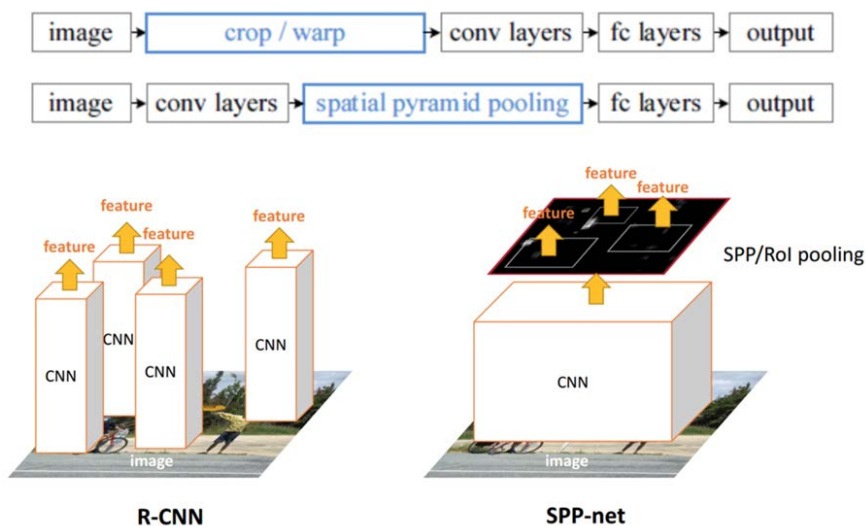 image crop / warp conv layers fc layers output
image conv layers spatial pyramid pooling fc layers output
feature
feature feature feature
CNN
CNN
CNN
CNN
image
R-CNN
feature
feature
feature
SPP/RoI pooling
CNN
image
SPP-net